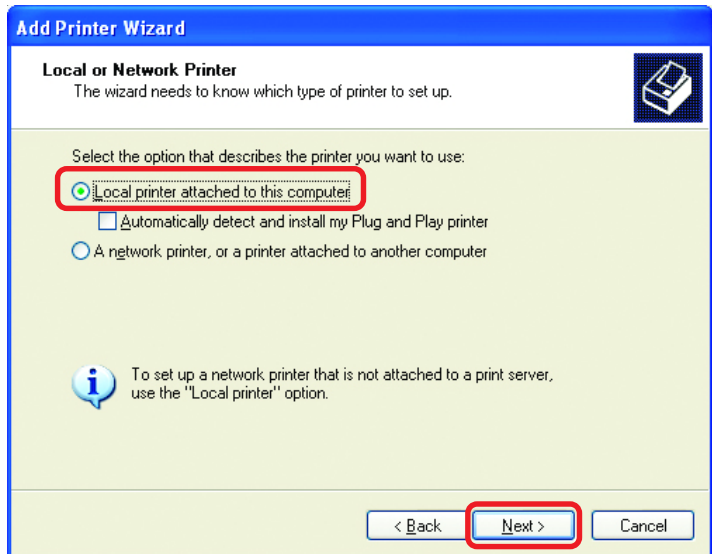 Add Printer Wizard
Local or Network Printer
The wizard needs to know which type of printer to set up.
Select the option that describes the printer you want to use:
Local printer attached to this computer
Automatically detect and install my Plug and Play printer
A network printer, or a printer attached to another computer
To set up a network printer that is not attached to a print server,
use the "Local printer" option.
< Back Next > Cancel